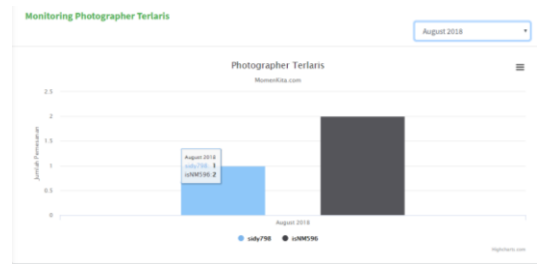 Monitoring Photographer Terlaris
August 2018
Photographer Terlaris
MomenKita.com
Jumlah Pemesanan
2.5
2
1.5
1
0.5
0
August 2018
sidy798: 1
isNM596: 2
August 2018
sidy798
isNM596
Highcharts.com